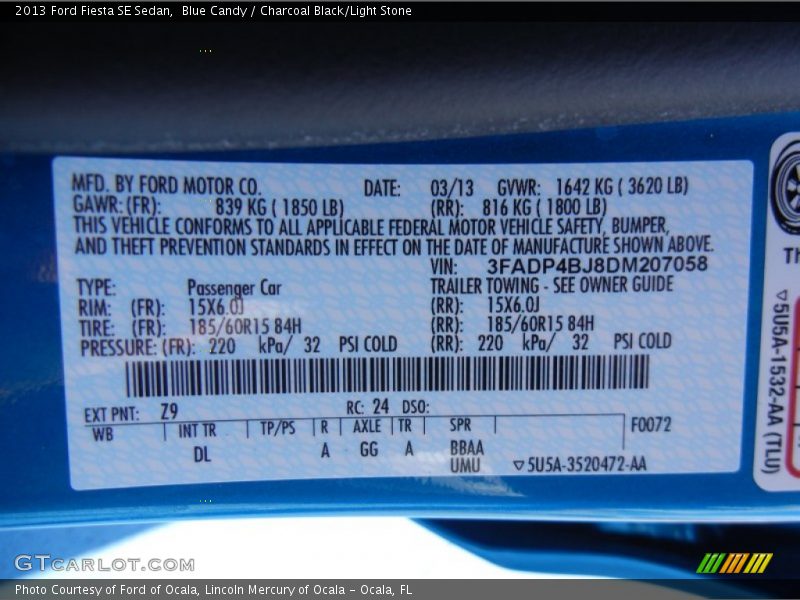 2013 Ford Fiesta SE Sedan,  Blue Candy / Charcoal Black/Light Stone
MFD. BY FORD MOTOR CO. DATE: 03/13 GVWR: 1642 KG ( 3620 LB)
GAWR: (FR): 839 KG ( 1850 LB) (RR): 816 KG ( 1800 LB)
THIS VEHICLE CONFORMS TO ALL APPLICABLE FEDERAL MOTOR VEHICLE SAFETY, BUMPER,
AND THEFT PREVENTION STANDARDS IN EFFECT ON THE DATE OF MANUFACTURE SHOWN ABOVE.
VIN: 3FADP4BJ8DM207058
TYPE: Passenger Car TRAILER TOWING - SEE OWNER GUIDE
RIM: (FR): 15X6.0J (RR): 15X6.0J
TIRE: (FR): 185/60R15 84H (RR): 185/60R15 84H
PRESSURE: (FR): 220 kPa/ 32 PSI COLD (RR): 220 kPa/ 32 PSI COLD
EXT PNT: Z9 RC: 24 DSO:
WB INT TR TP/PS R AXLE TR SPR F0072
DL A GG A BBAA
UMU ▽5U5A-3520472-AA
▽5U5A-1532-AA (TLU)
GTCARLOT.COM
Photo Courtesy of Ford of Ocala, Lincoln Mercury of Ocala - Ocala, FL